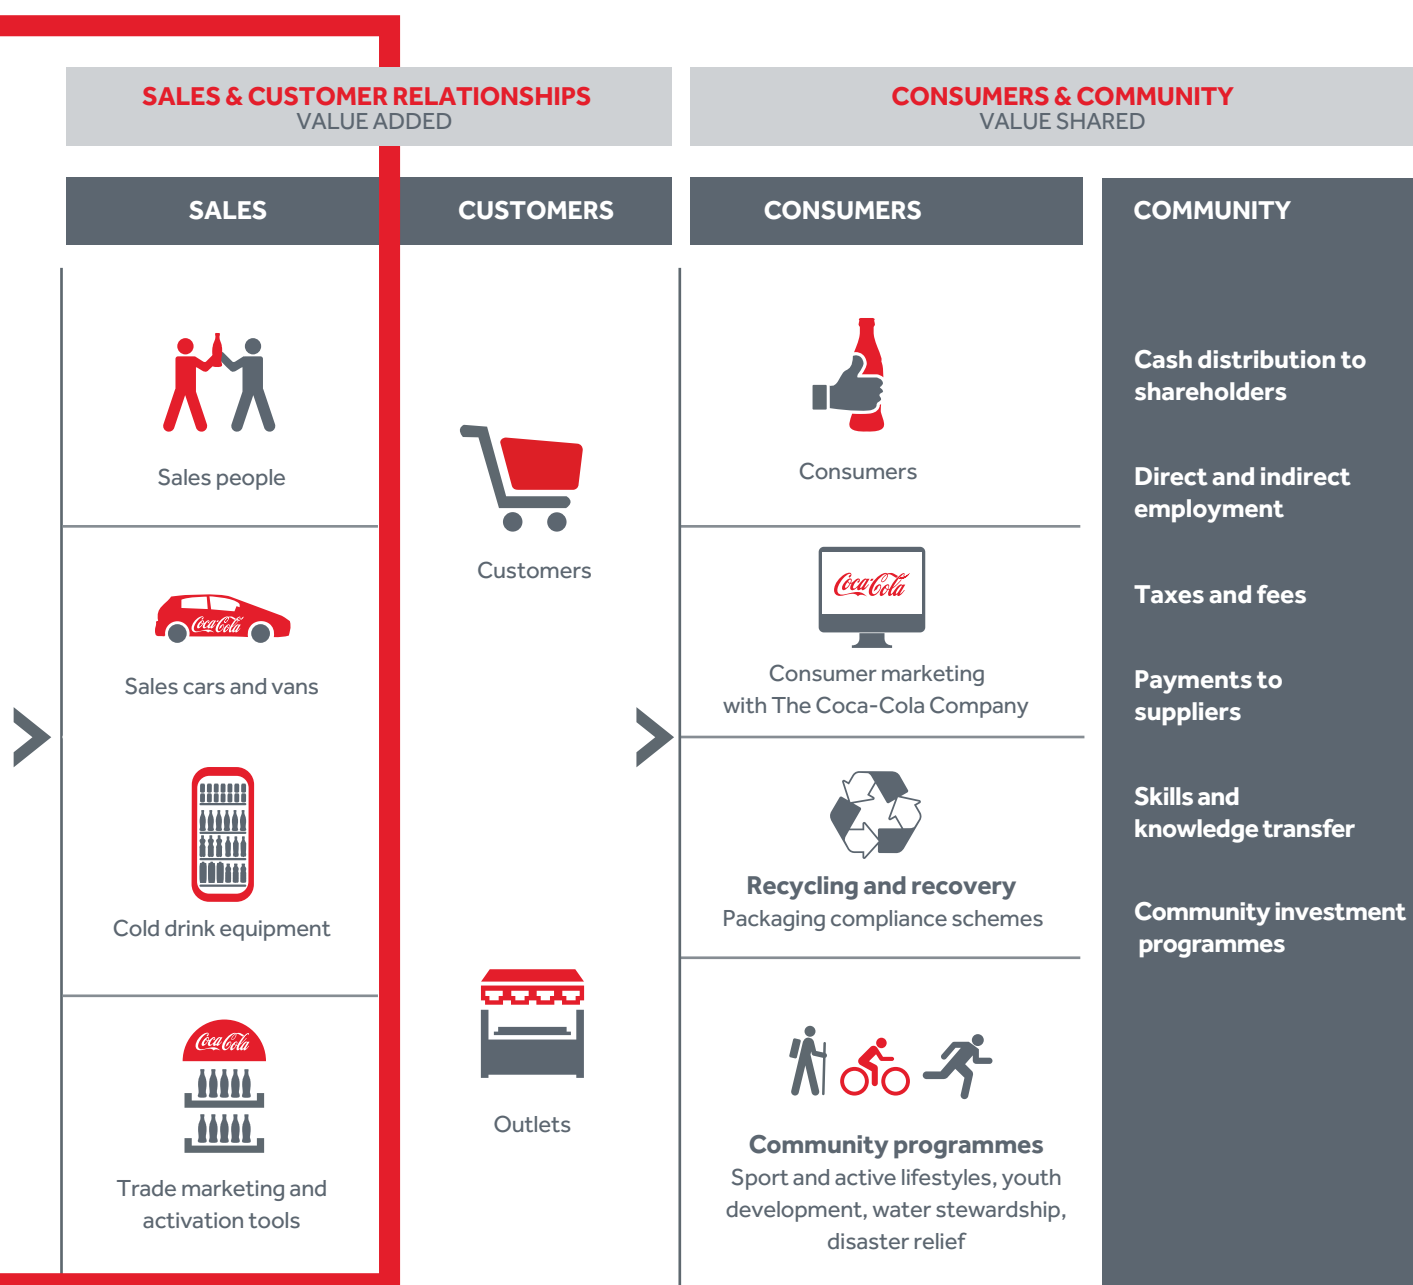 SALES & CUSTOMER RELATIONSHIPS
VALUE ADDED
CONSUMERS & COMMUNITY
VALUE SHARED
SALES
CUSTOMERS
CONSUMERS
COMMUNITY
Sales people
Coca-Cola
Sales cars and vans
Cold drink equipment
Coca-Cola
Trade marketing and
activation tools
Customers
Outlets
Consumers
Coca-Cola
Consumer marketing
with The Coca-Cola Company
Recycling and recovery
Packaging compliance schemes
Community programmes
Sport and active lifestyles, youth
development, water stewardship,
disaster relief
Cash distribution to
shareholders
Direct and indirect
employment
Taxes and fees
Payments to
suppliers
Skills and
knowledge transfer
Community investment
programmes